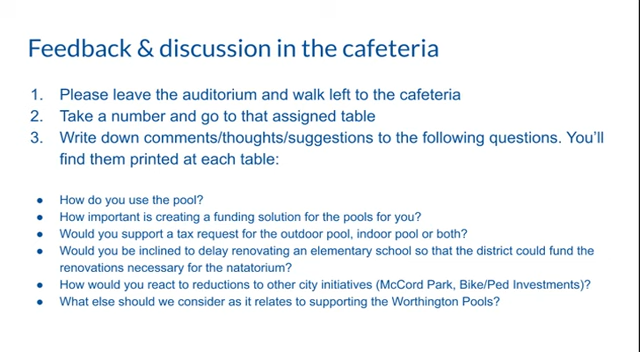 Feedback & discussion in the cafeteria
1. Please leave the auditorium and walk left to the cafeteria
2. Take a number and go to that assigned table
3. Write down comments/thoughts/suggestions to the following questions. You'll
find them printed at each table:
● How do you use the pool?
● How important is creating a funding solution for the pools for you?
● Would you support a tax request for the outdoor pool, indoor pool or both?
● Would you be inclined to delay renovating an elementary school so that the district could fund the
renovations necessary for the natatorium?
● How would you react to reductions to other city initiatives (McCord Park, Bike/Ped Investments)?
● What else should we consider as it relates to supporting the Worthington Pools?